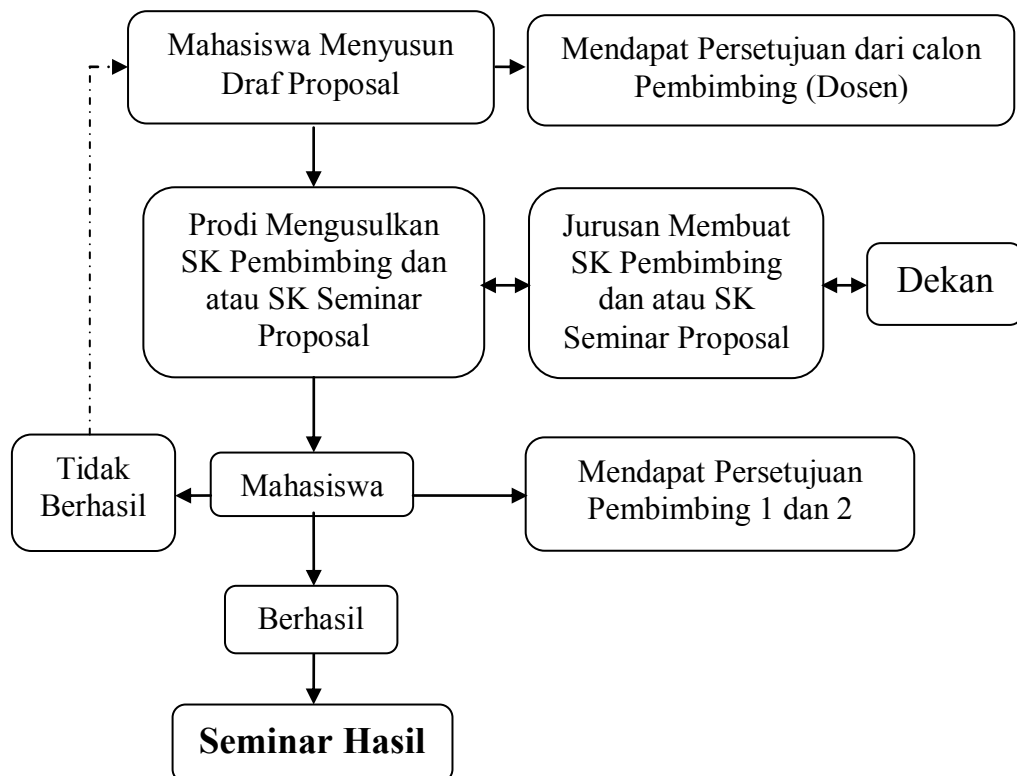 Mahasiswa Menyusun
Draf Proposal
Mendapat Persetujuan dari calon
Pembimbing (Dosen)
Prodi Mengusulkan
SK Pembimbing dan
atau SK Seminar
Proposal
Jurusan Membuat
SK Pembimbing
dan atau SK
Seminar Proposal
Dekan
Tidak
Berhasil
Mahasiswa
Mendapat Persetujuan
Pembimbing 1 dan 2
Berhasil
Seminar Hasil